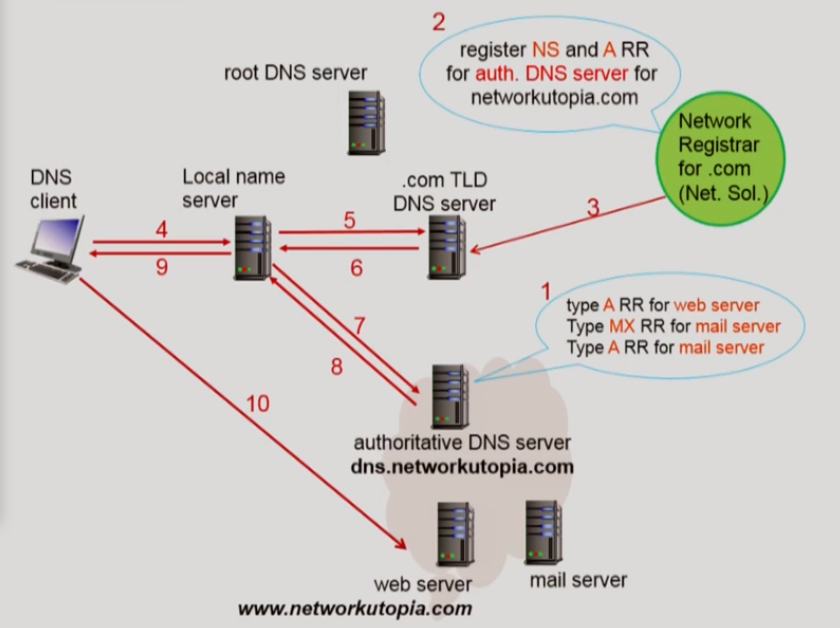 2
register NS and A RR
for auth. DNS server for
networkutopia.com
root DNS server
Network
Registrar
for .com
(Net. Sol.)
DNS
client
Local name
server
.com TLD
DNS server
3
4
5
9
6
1
type A RR for web server
Type MX RR for mail server
Type A RR for mail server
7
8
10
authoritative DNS server
dns.networkutopia.com
web server
www.networkutopia.com
mail server